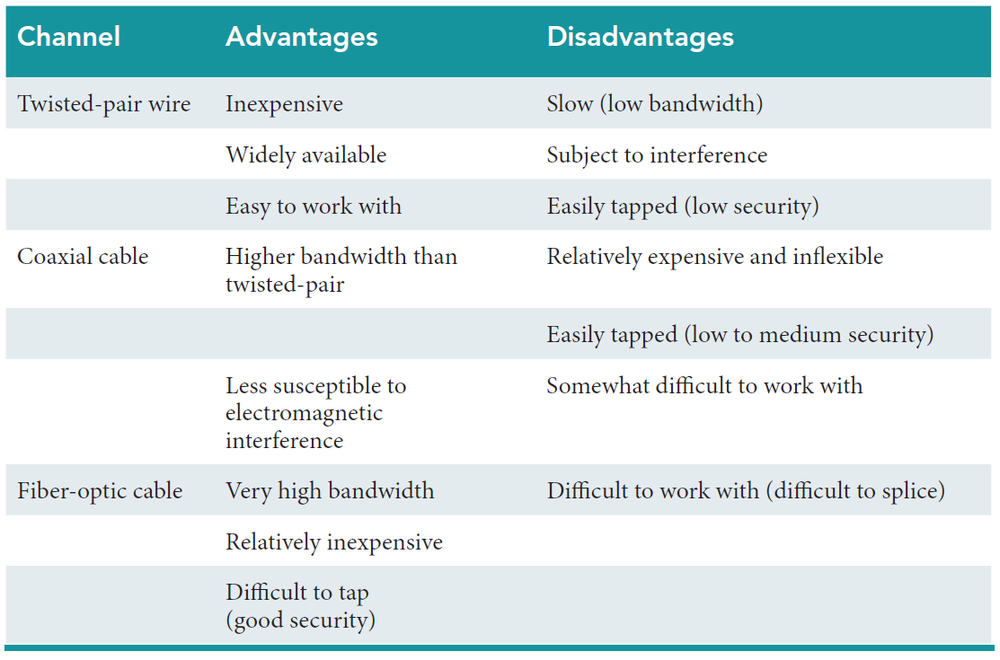 Channel Advantages Disadvantages
Twisted-pair wire Inexpensive Slow (low bandwidth)
Widely available Subject to interference
Easy to work with Easily tapped (low security)
Coaxial cable Higher bandwidth than Relatively expensive and inflexible
twisted-pair
Easily tapped (low to medium security)
Less susceptible to Somewhat difficult to work with
electromagnetic
interference
Fiber-optic cable Very high bandwidth Difficult to work with (difficult to splice)
Relatively inexpensive
Difficult to tap
(good security)